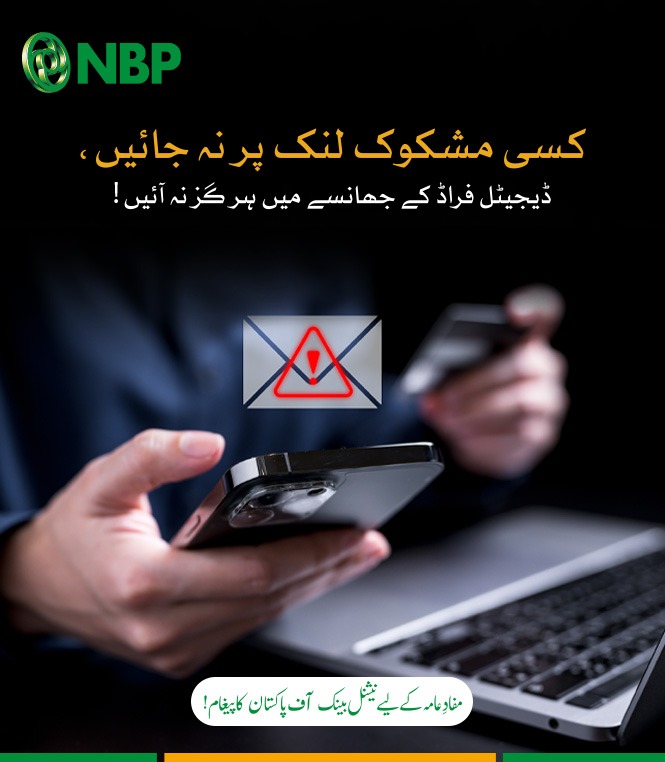 NBP
کسی مشکوک لنک پر نہ جائیں،
ڈیجیٹل فراڈ کے جھانسے میں ہرگز نہ آئیں!
مفادِ عامہ کے لیے نیشنل بینک آف پاکستان کا پیغام!